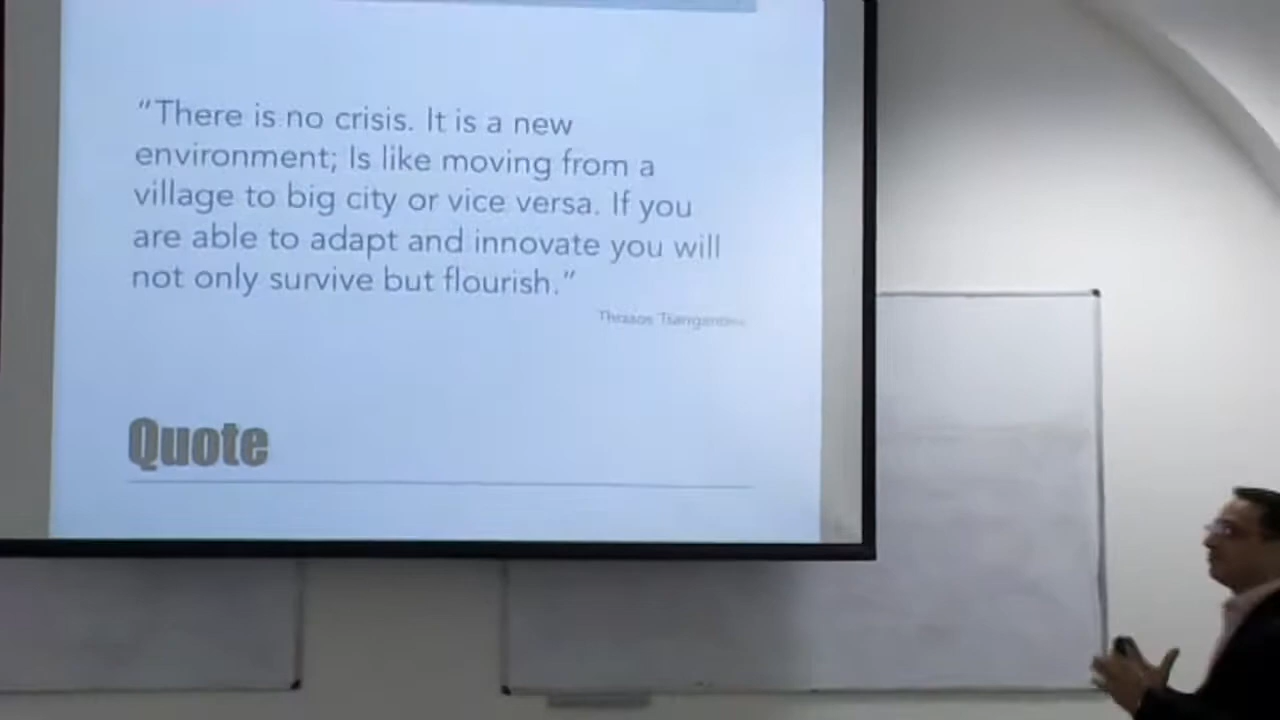 “There is no crisis. It is a new
environment; Is like moving from a
village to big city or vice versa. If you
are able to adapt and innovate you will
not only survive but flourish.”
Thrasos
Quote